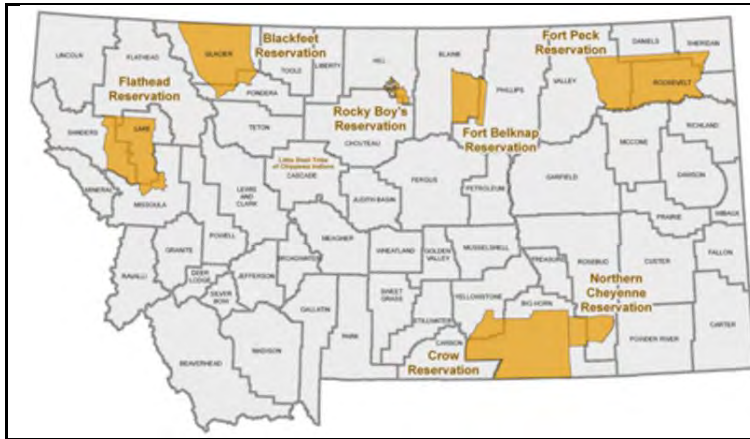 Blackfeet
Reservation
Fort Peck
Reservation
DANIELS
SHERIDAN
LINCOLN
FLATHEAD
GLACIER
TOOLE
LIBERTY
HILL
BLAINE
PHILLIPS
VALLEY
ROOSEVELT
Flathead
Reservation
PONDERA
Rocky Boy's
Reservation
Fort Belknap
Reservation
RICHLAND
SANDERS
LAKE
TETON
CHOUTEAU
MCCONE
CASCADE
FERGUS
PETROLEUM
GARFIELD
DAWSON
MINERAL
MISSOULA
LEWIS
AND
CLARK
JUDITH BASIN
PRAIRIE
WIBAUX
POWELL
GRANITE
MEAGHER
WHEATLAND
GOLDEN
VALLEY
MUSSELSHELL
TREASURE
ROSEBUD
CUSTER
FALLON
RAVALLI
DEER
LODGE
SILVER
BOW
JEFFERSON
BROADWATER
Northern
Cheyenne
Reservation
GALLATIN
PARK
SWEET
GRASS
STILLWATER
YELLOWSTONE
BIG HORN
CARBON
POWDER RIVER
CARTER
BEAVERHEAD
MADISON
Crow
Reservation